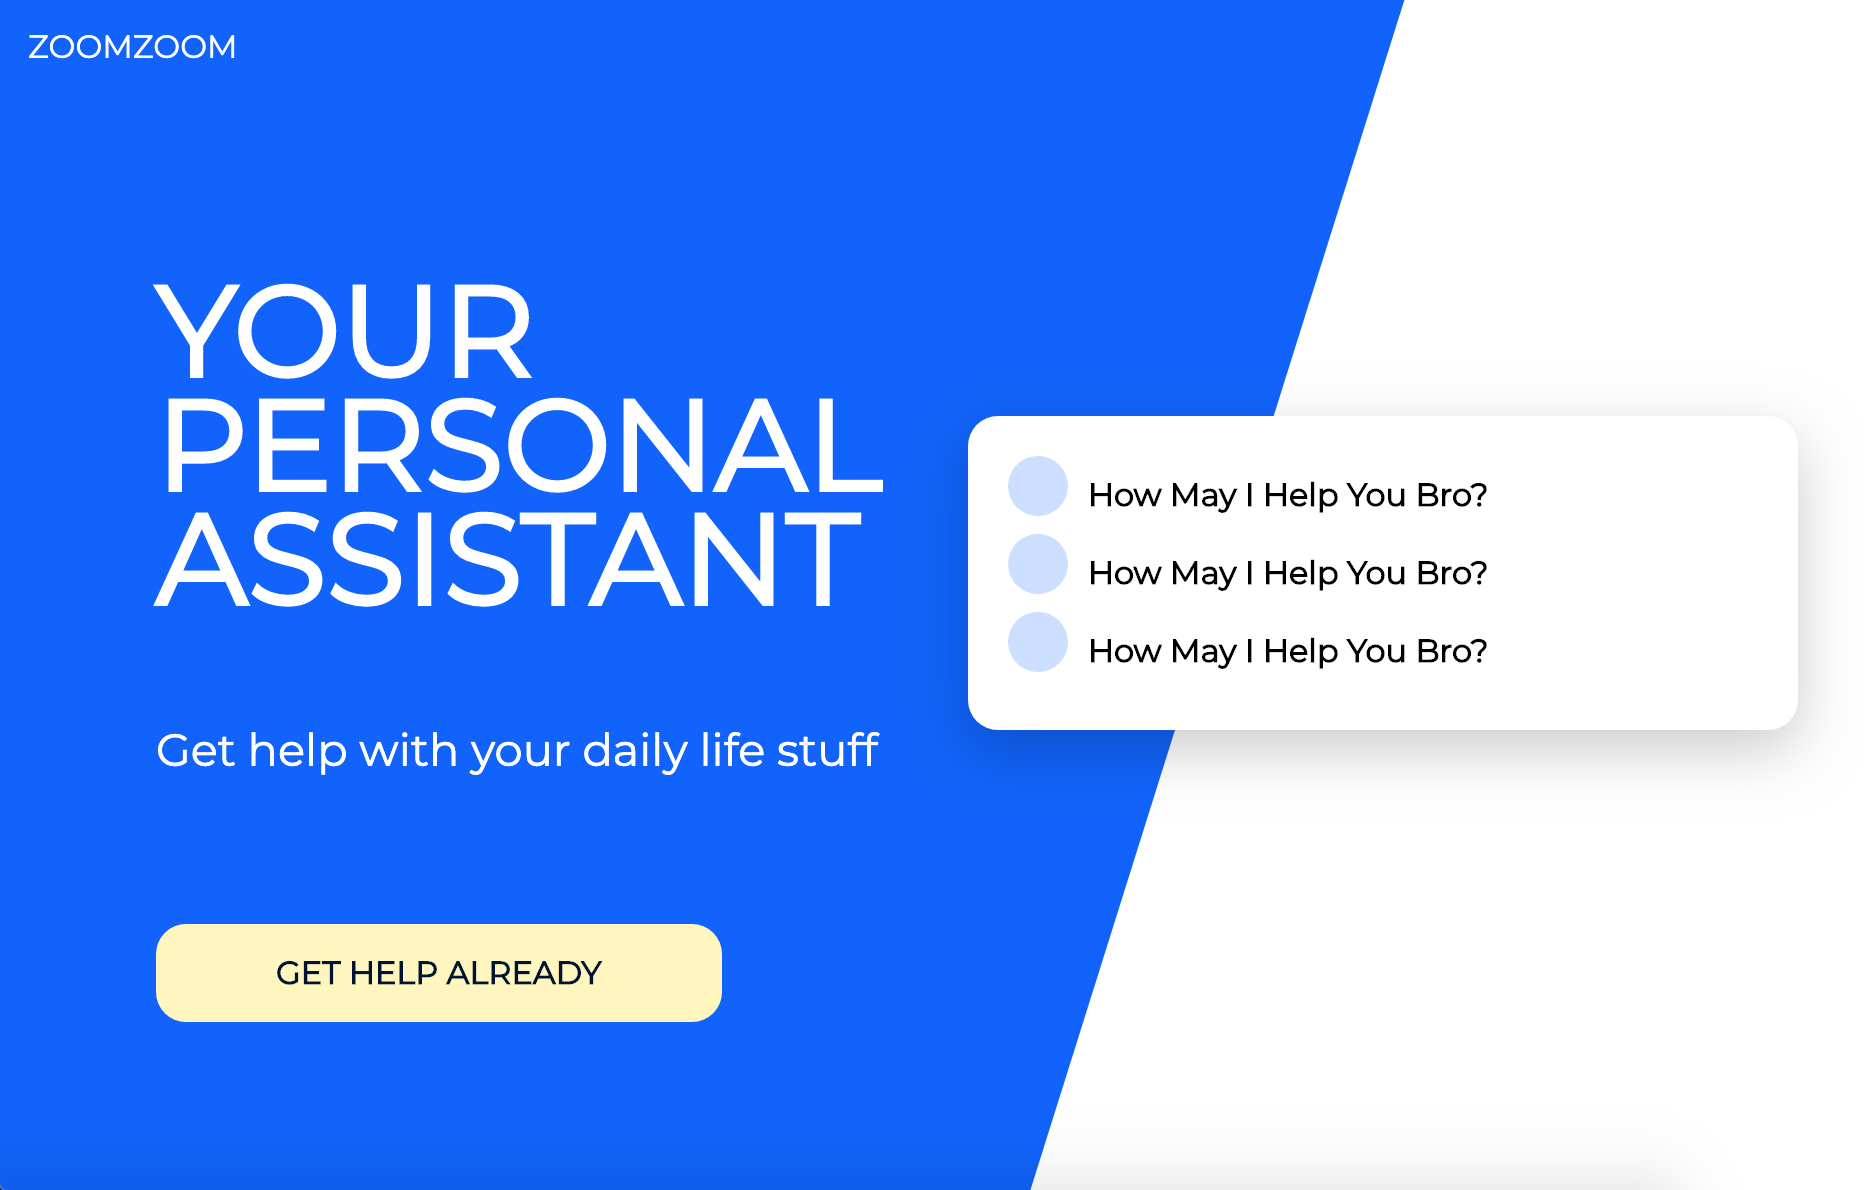 ZOOMZOOM
YOUR
PERSONAL
ASSISTANT
Get help with your daily life stuff
GET HELP ALREADY
How May I Help You Bro?
How May I Help You Bro?
How May I Help You Bro?